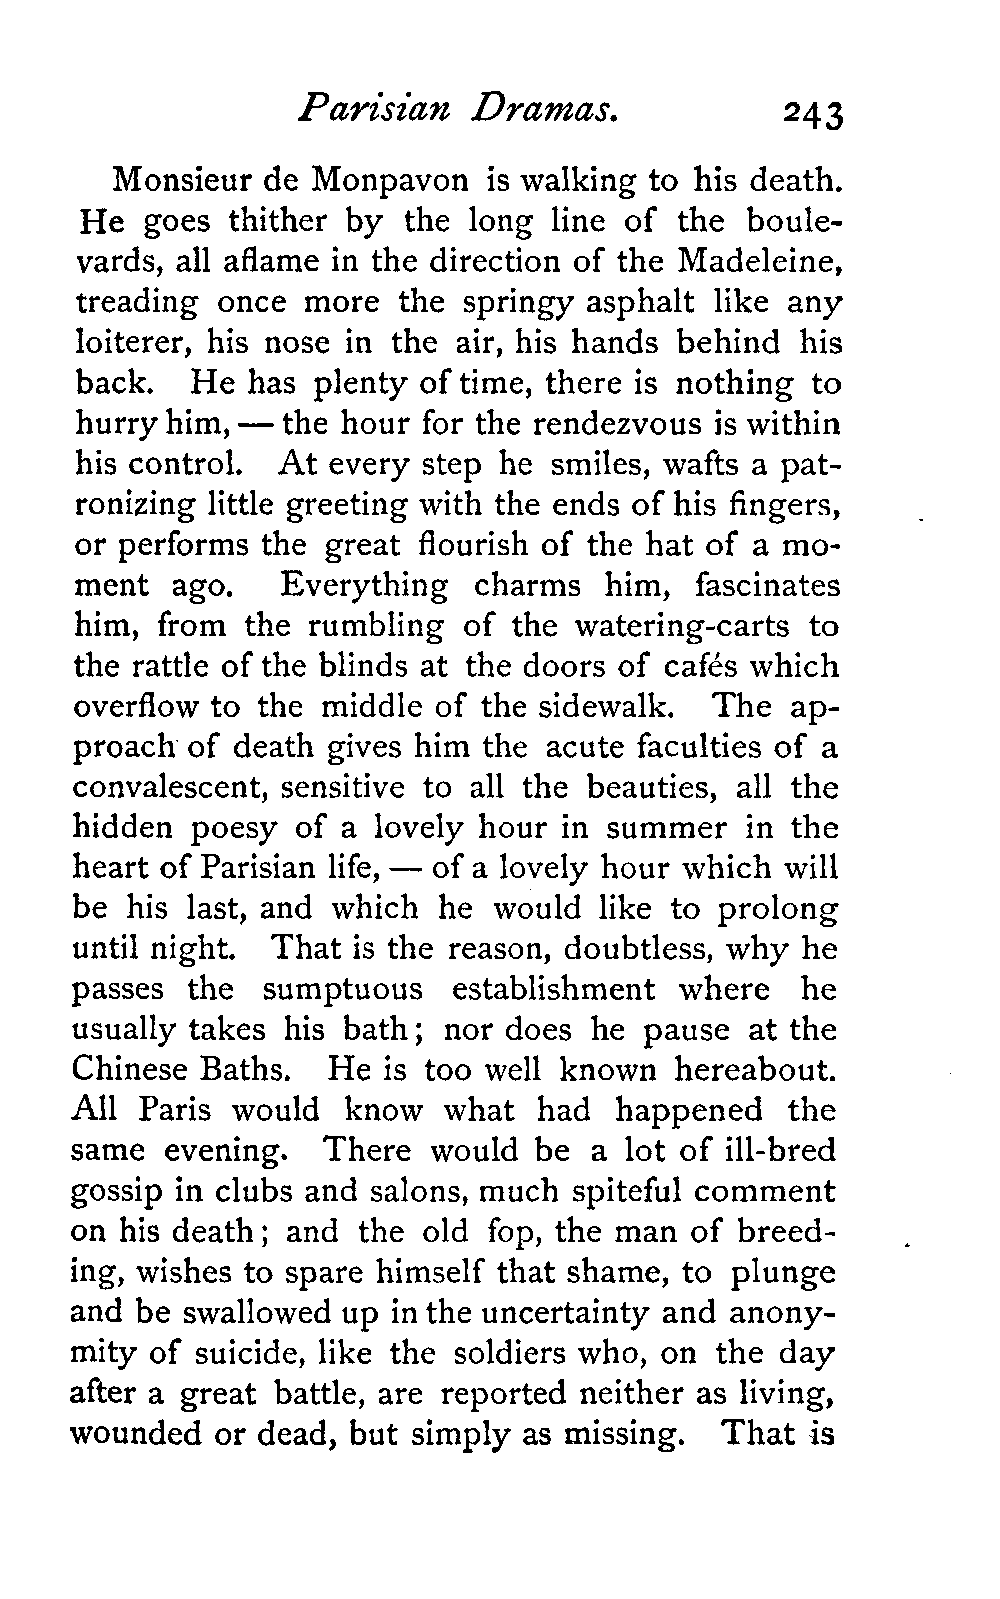 Parisian Dramas. 243
Monsieur de Monpavon is walking to his death.
He goes thither by the long line of the boule-
vards, all aflame in the direction of the Madeleine,
treading once more the springy asphalt like any
loiterer, his nose in the air, his hands behind his
back. He has plenty of time, there is nothing to
hurry him, — the hour for the rendezvous is within
his control. At every step he smiles, wafts a pat-
ronizing little greeting with the ends of his fingers,
or performs the great flourish of the hat of a mo-
ment ago. Everything charms him, fascinates
him, from the rumbling of the watering-carts to
the rattle of the blinds at the doors of cafés which
overflow to the middle of the sidewalk. The ap-
proach of death gives him the acute faculties of a
convalescent, sensitive to all the beauties, all the
hidden poesy of a lovely hour in summer in the
heart of Parisian life, — of a lovely hour which will
be his last, and which he would like to prolong
until night. That is the reason, doubtless, why he
passes the sumptuous establishment where he
usually takes his bath; nor does he pause at the
Chinese Baths. He is too well known hereabout.
All Paris would know what had happened the
same evening. There would be a lot of ill-bred
gossip in clubs and salons, much spiteful comment
on his death; and the old fop, the man of breed-
ing, wishes to spare himself that shame, to plunge
and be swallowed up in the uncertainty and anony-
mity of suicide, like the soldiers who, on the day
after a great battle, are reported neither as living,
wounded or dead, but simply as missing. That is